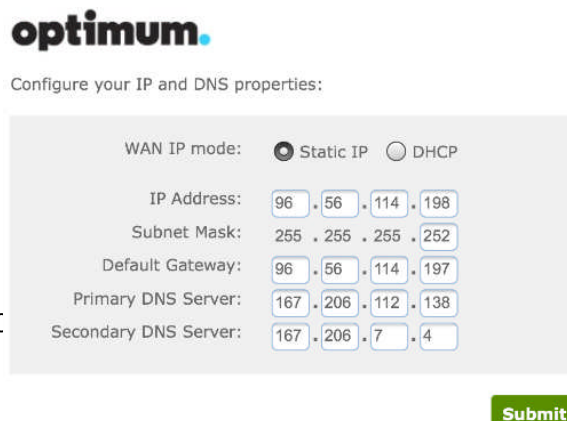 optimum.
Configure your IP and DNS properties:
WAN IP mode: Static IP DHCP
IP Address: 96 . 56 . 114 . 198
Subnet Mask: 255 . 255 . 255 . 252
Default Gateway: 96 . 56 . 114 . 197
Primary DNS Server: 167 . 206 . 112 . 138
Secondary DNS Server: 167 . 206 . 7 . 4
Submit